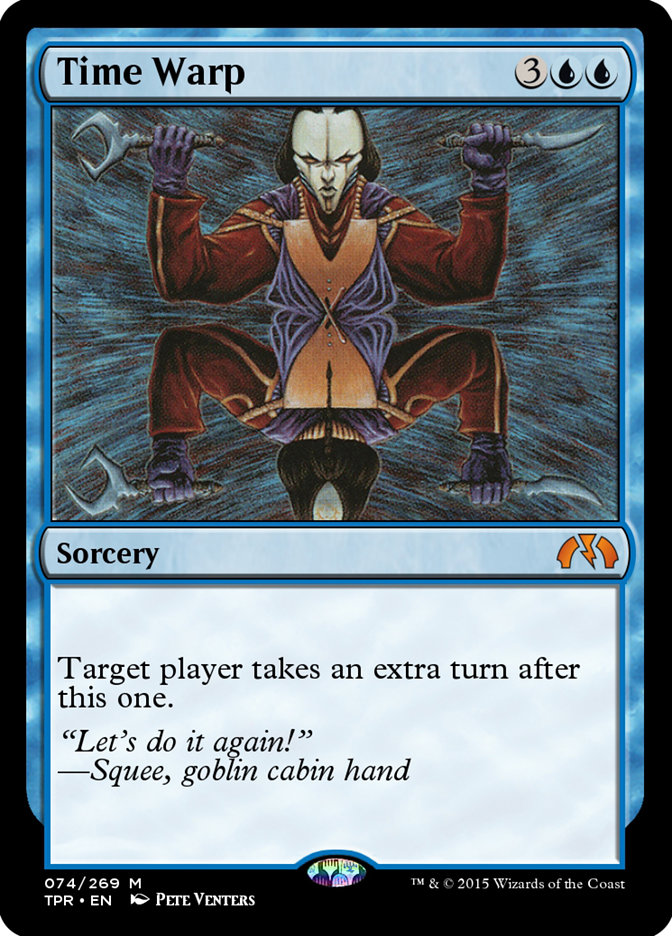 Time Warp 3
Sorcery
Target player takes an extra turn after
this one.
“Let’s do it again!”
—Squee, goblin cabin hand
074/269 M
TPR • EN Pete Venters
™ & © 2015 Wizards of the Coast